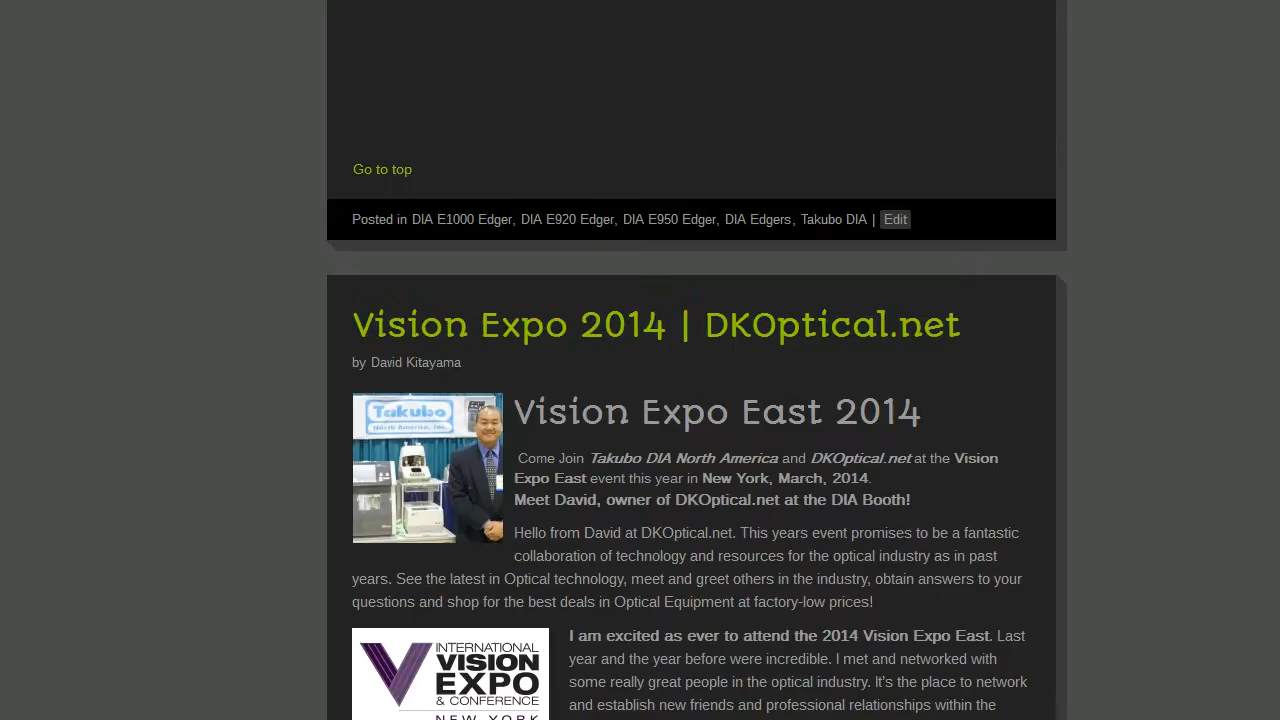 Go to top
Posted in DIA E1000 Edger, DIA E920 Edger, DIA E950 Edger, DIA Edgers, Takubo DIA | Edit
Vision Expo 2014 | DKOptical.net
by David Kitayama
Takubo
North America, Inc.
Vision Expo East 2014
Come Join Takubo DIA North America and DKOptical.net at the Vision
Expo East event this year in New York, March, 2014.
Meet David, owner of DKOptical.net at the DIA Booth!
Hello from David at DKOptical.net. This years event promises to be a fantastic
collaboration of technology and resources for the optical industry as in past
years. See the latest in Optical technology, meet and greet others in the industry, obtain answers to your
questions and shop for the best deals in Optical Equipment at factory-low prices!
INTERNATIONAL
VISION
EXPO
& CONFERENCE
NEW YORK
I am excited as ever to attend the 2014 Vision Expo East. Last
year and the year before were incredible. I met and networked with
some really great people in the optical industry. It's the place to network
and establish new friends and professional relationships within the